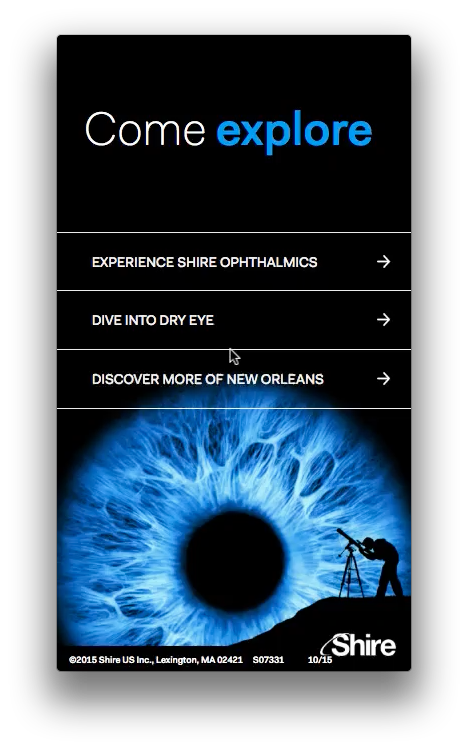 Come explore
EXPERIENCE SHIRE OPHTHALMICS
DIVE INTO DRY EYE
DISCOVER MORE OF NEW ORLEANS
Shire
©2015 Shire US Inc., Lexington, MA 02421 S07331 10/15